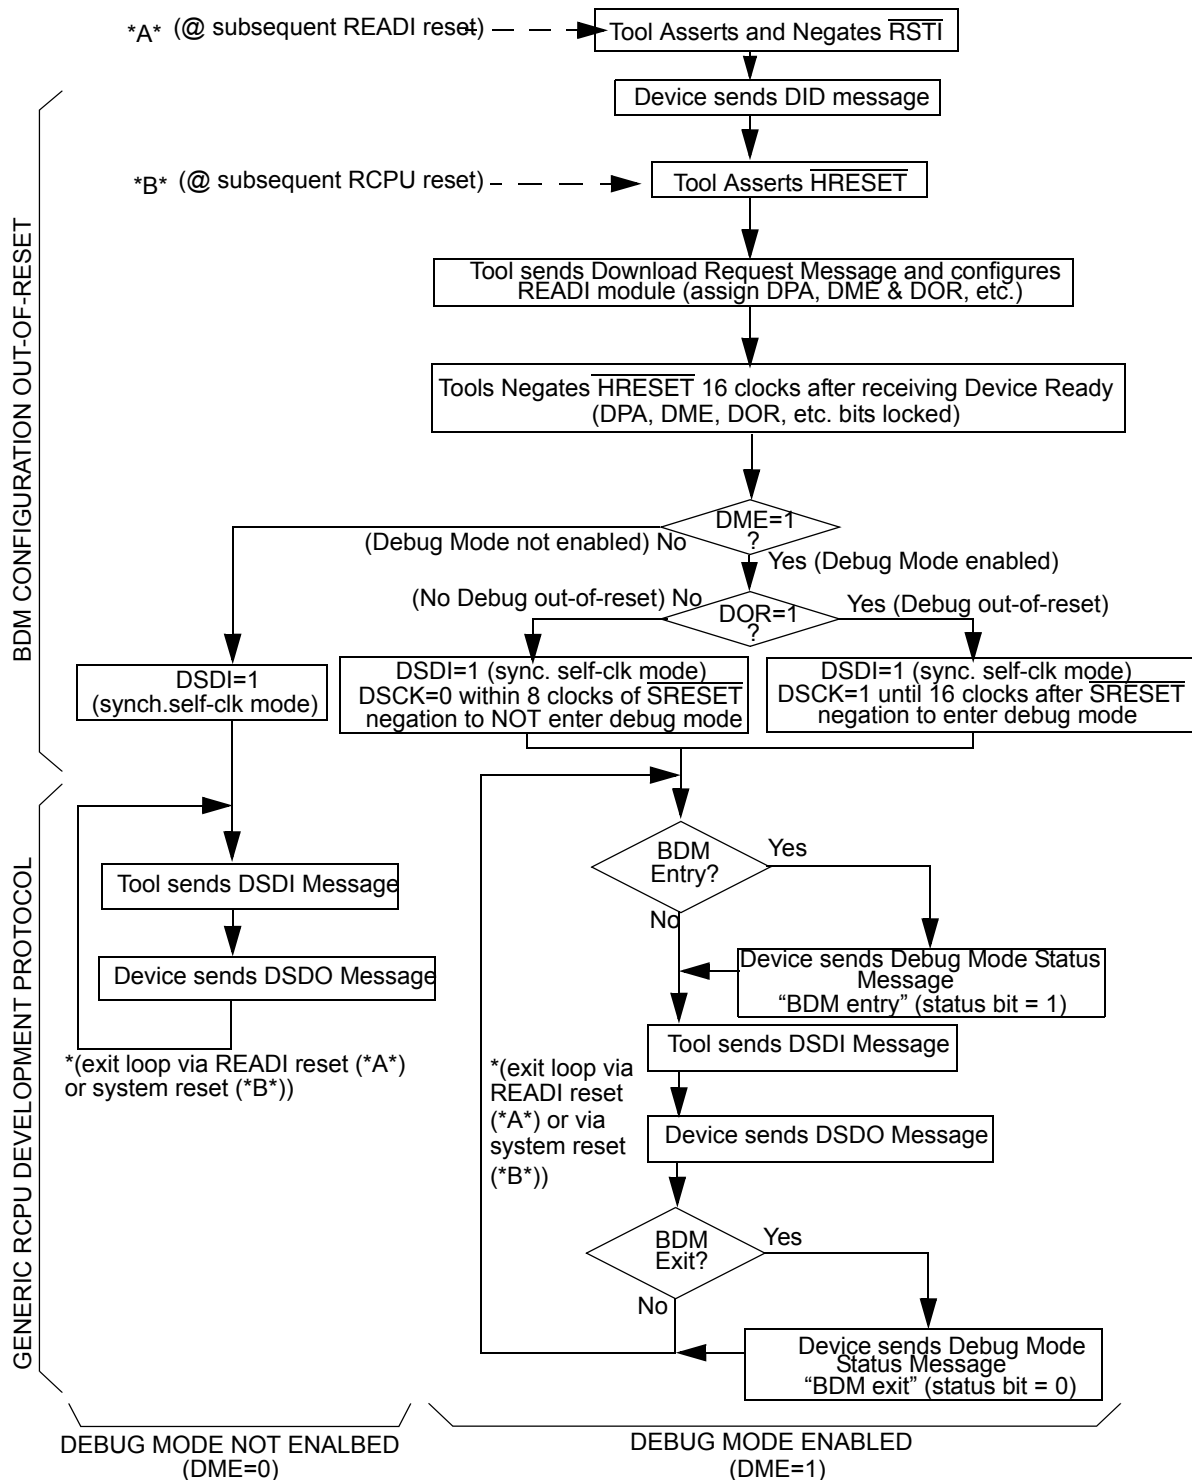 *A* (@ subsequent READI reset)
Tool Asserts and Negates RSTI
Device sends DID message
*B* (@ subsequent RCPU reset)
Tool Asserts HRESET
Tool sends Download Request Message and configures
READI module (assign DPA, DME & DOR, etc.)
Tools Negates HRESET 16 clocks after receiving Device Ready
(DPA, DME, DOR, etc. bits locked)
BDM CONFIGURATION OUT-OF-RESET
DME=1
?
(Debug Mode not enabled) No
Yes (Debug Mode enabled)
(No Debug out-of-reset) No
DOR=1
?
Yes (Debug out-of-reset)
DSDI=1
(synch.self-clk mode)
DSDI=1 (sync. self-clk mode)
DSCK=0 within 8 clocks of SRESET
negation to NOT enter debug mode
DSDI=1 (sync. self-clk mode)
DSCK=1 until 16 clocks after SRESET
negation to enter debug mode
GENERIC RCPU DEVELOPMENT PROTOCOL
Tool sends DSDI Message
Device sends DSDO Message
*(exit loop via READI reset (*A*)
or system reset (*B*))
BDM
Entry?
Yes
No
Device sends Debug Mode Status
Message
“BDM entry” (status bit = 1)
Tool sends DSDI Message
*(exit loop via
READI reset
(*A*) or via
system reset
(*B*))
Device sends DSDO Message
BDM
Exit?
Yes
No
Device sends Debug Mode
Status Message
“BDM exit” (status bit = 0)
DEBUG MODE NOT ENALBED
(DME=0)
DEBUG MODE ENABLED
(DME=1)